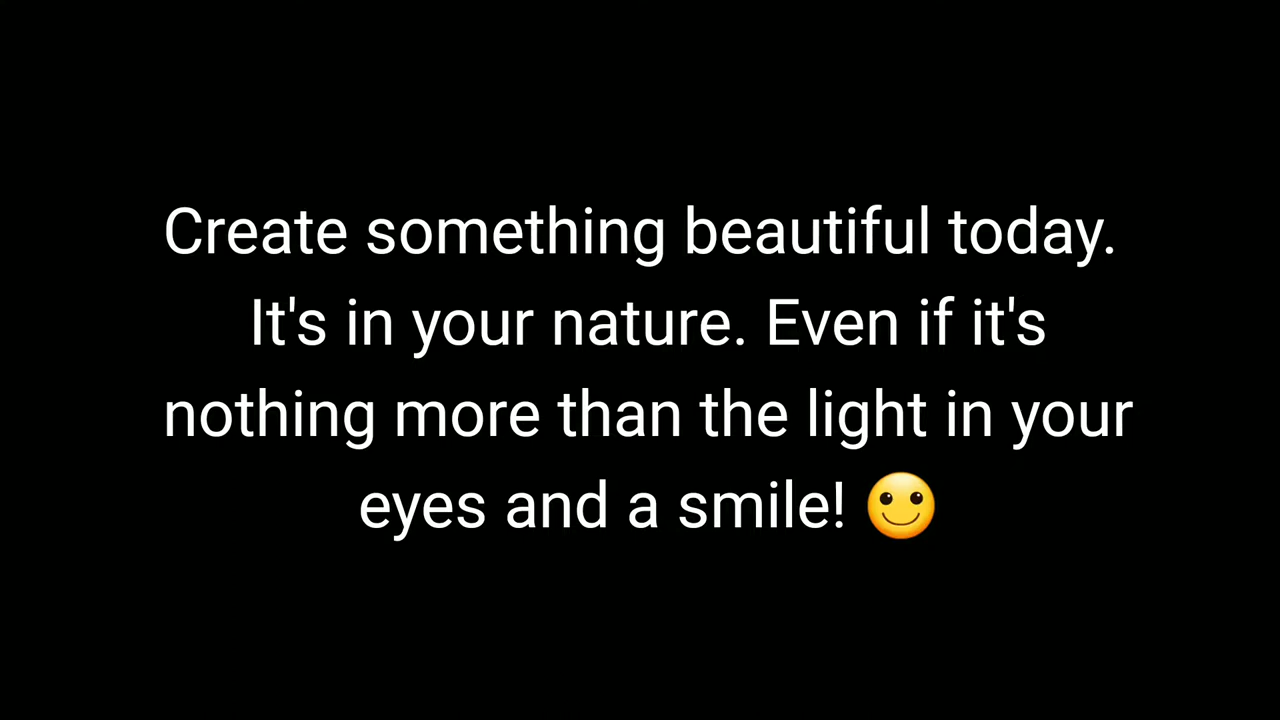 Create something beautiful today.
It's in your nature. Even if it's
nothing more than the light in your
eyes and a smile! 🙂